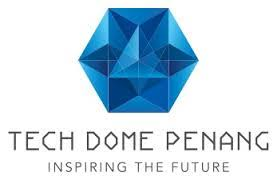 TECH DOME PENANG
INSPIRING THE FUTURE